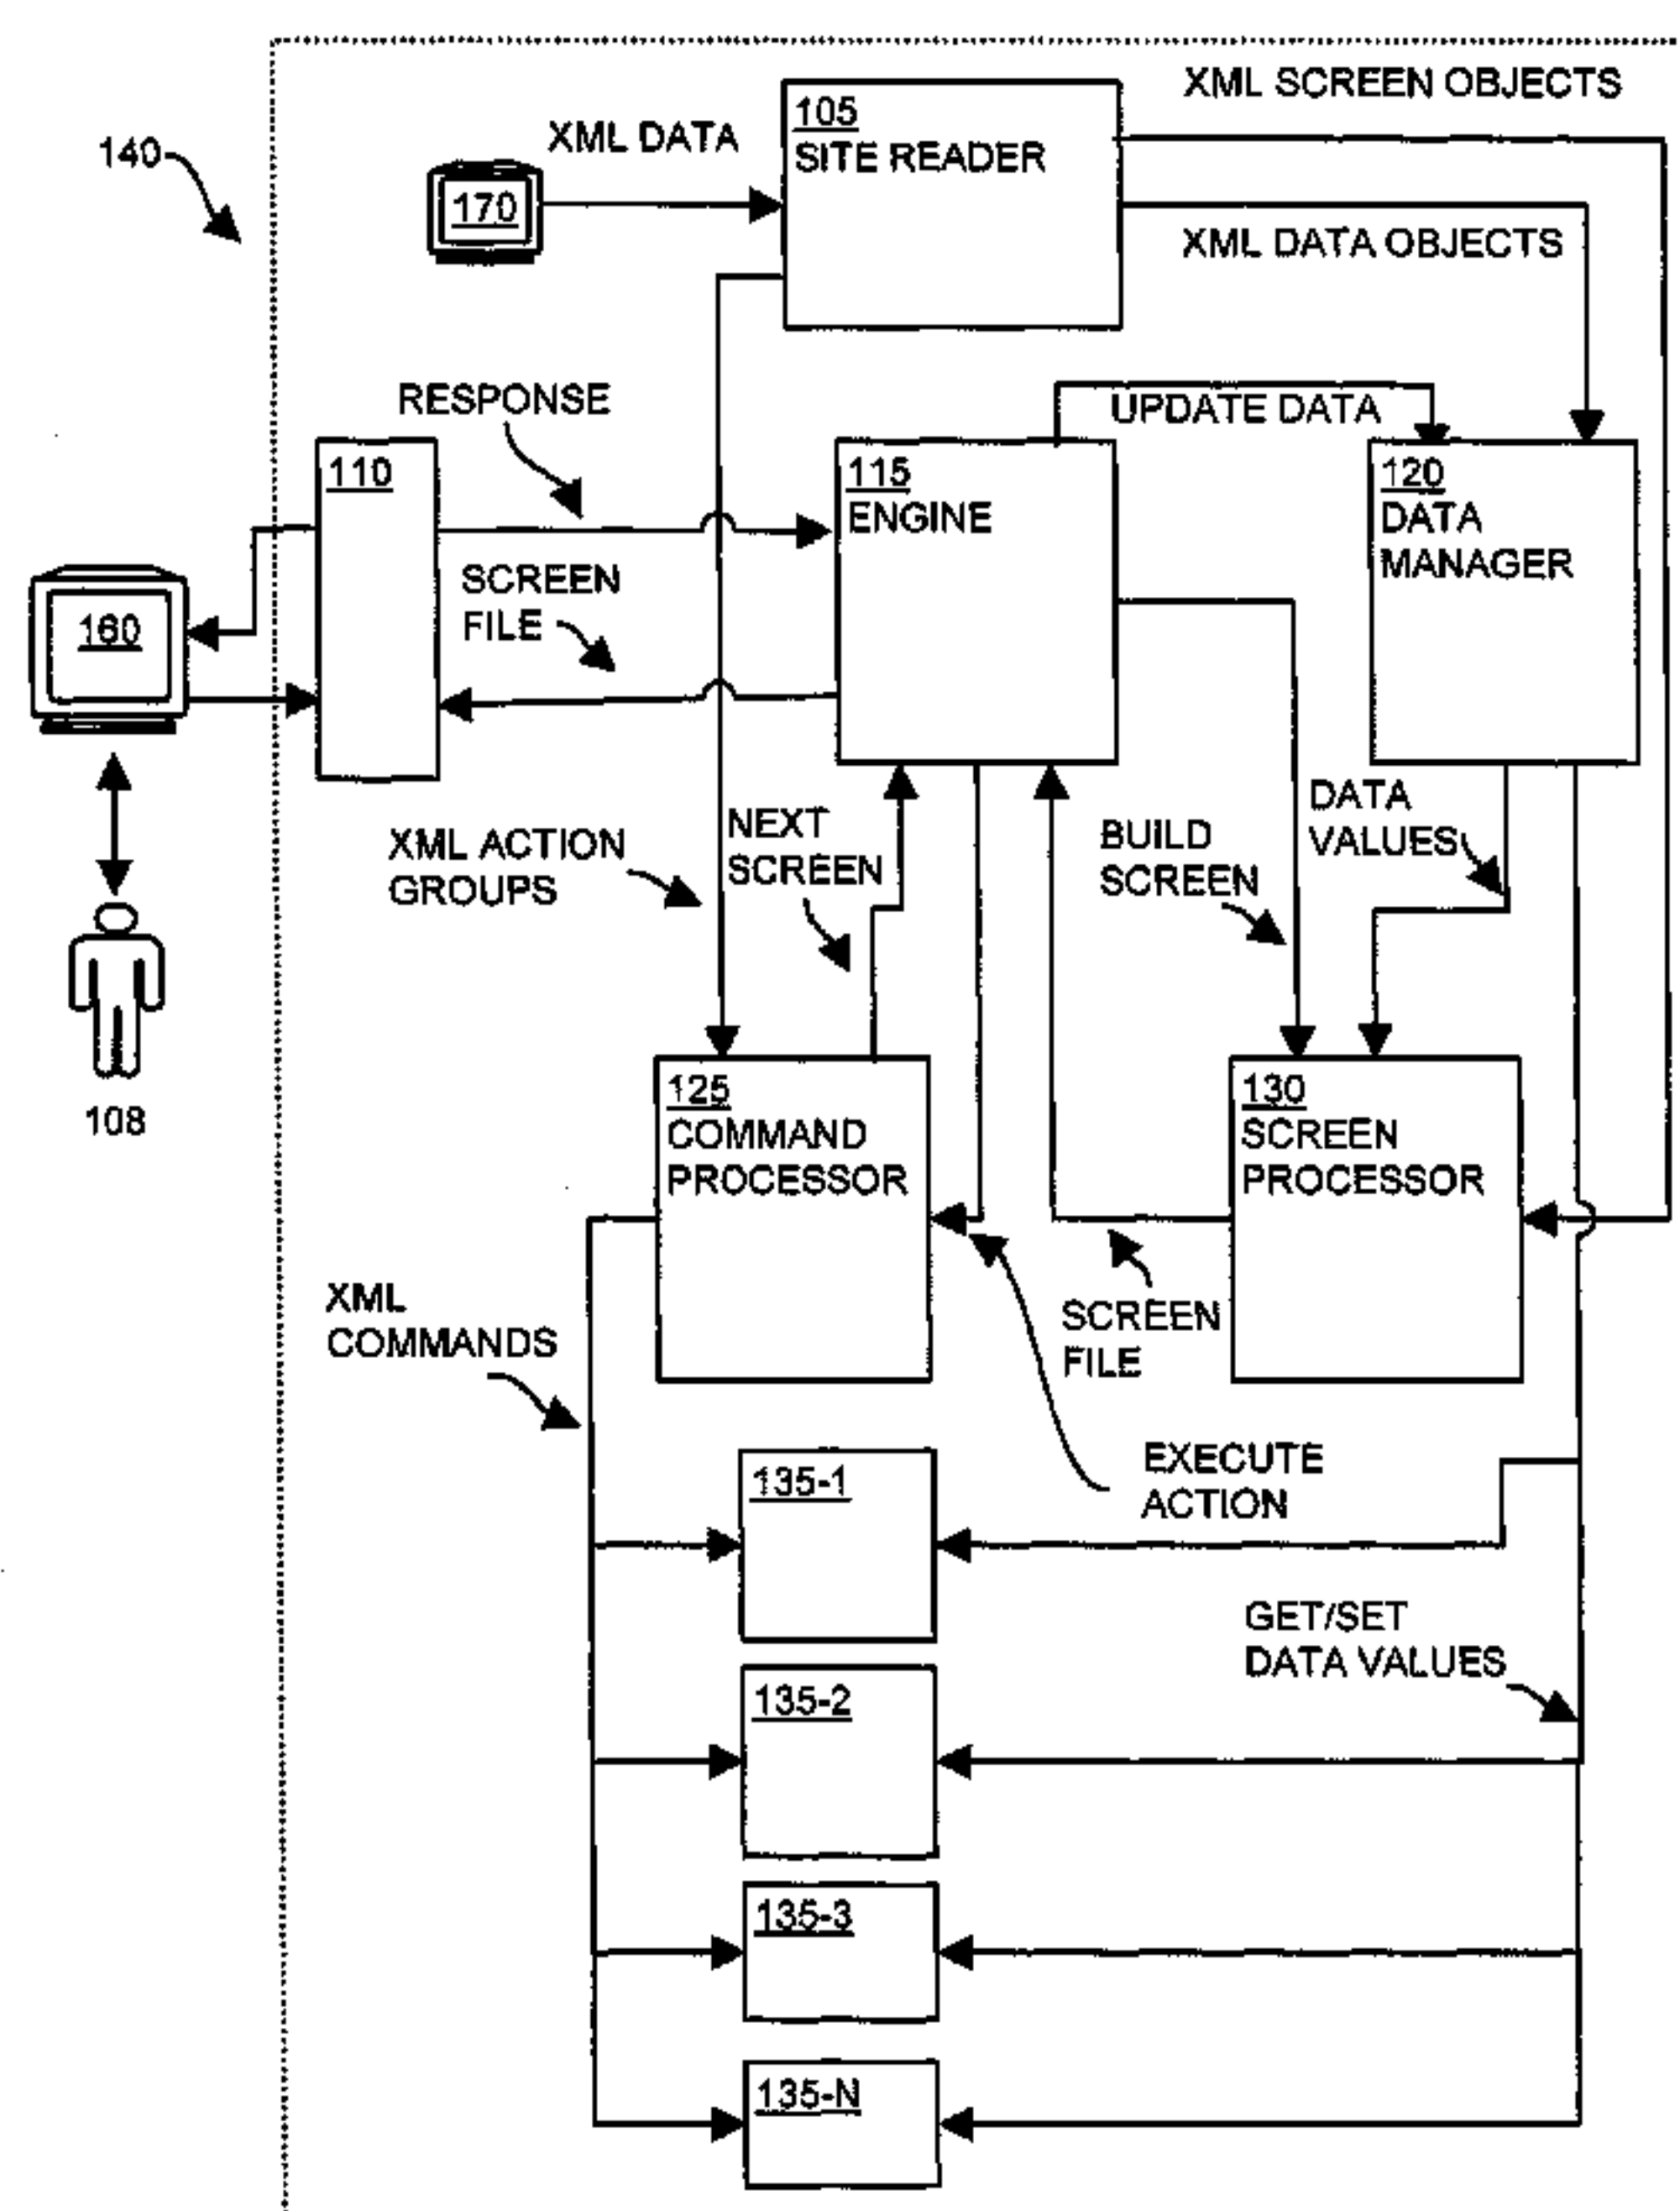 XML SCREEN OBJECTS
105
SITE READER
XML DATA
140
170
XML DATA OBJECTS
RESPONSE
UPDATE DATA
110
115
ENGINE
120
DATA
MANAGER
SCREEN
FILE
160
DATA
VALUES
NEXT
SCREEN
BUILD
SCREEN
XML ACTION
GROUPS
125
COMMAND
PROCESSOR
130
SCREEN
PROCESSOR
108
XML
COMMANDS
SCREEN
FILE
EXECUTE
ACTION
135-1
GET/SET
DATA VALUES
135-2
135-3
135-N